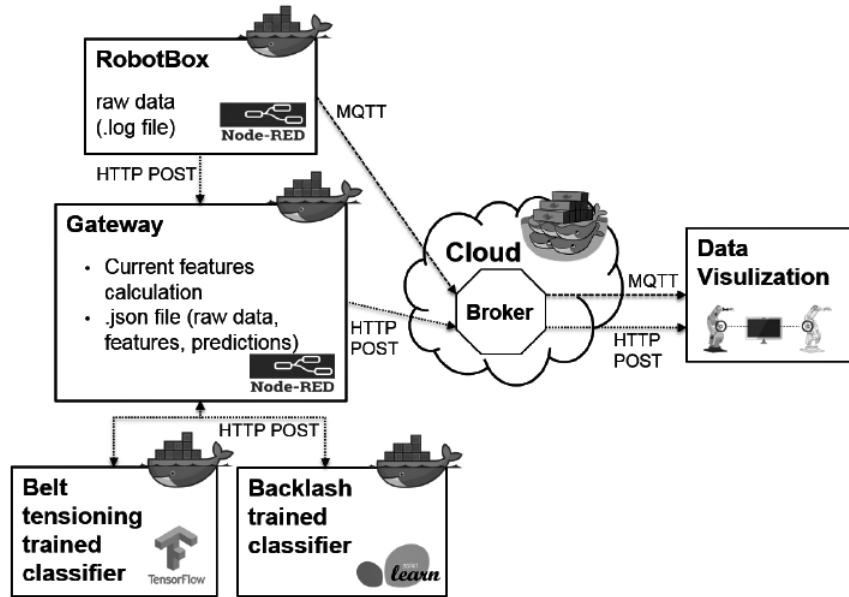 RobotBox
raw data
(.log file)
Node-RED
MQTT
HTTP POST
Gateway
• Current features
calculation
• .json file (raw data,
features, predictions)
Node-RED
HTTP
POST
Cloud
Broker
MQTT
HTTP
POST
Data
Visulization
HTTP POST
Belt
tensioning
trained
classifier
TensorFlow
Backlash
trained
classifier
learn